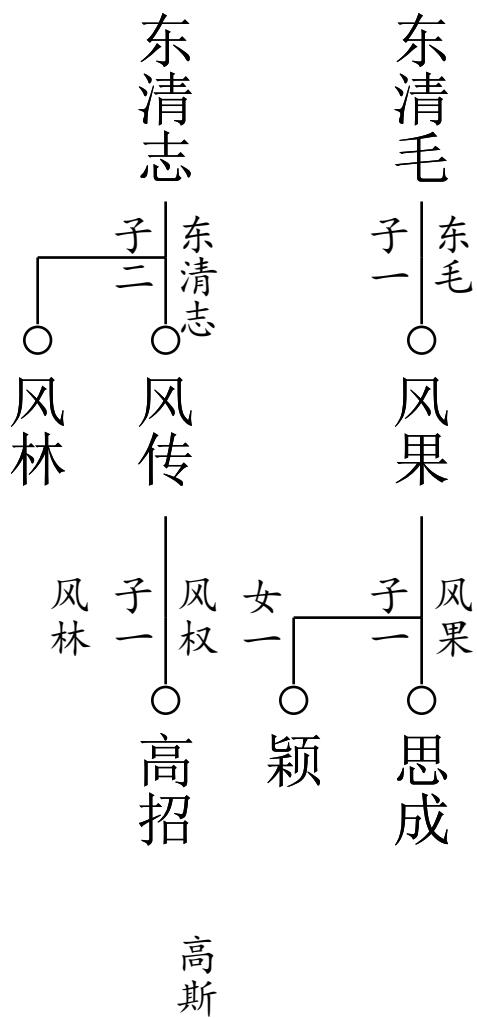 东清毛
东清志
东毛
子一
东清志
子二
风果
风传
风林
风果
子一
女一
风权
子一
风林
思成
颖
高招
高斯